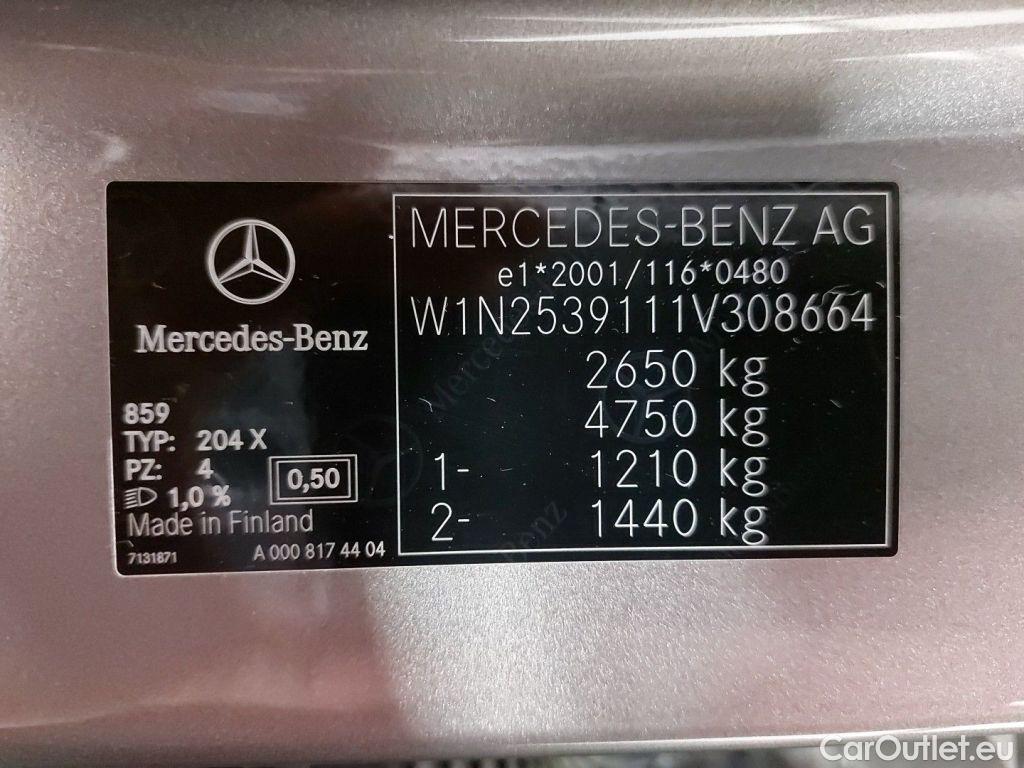 Mercedes-Benz
859
TYP: 204 X
PZ: 4
1,0 %
0,50
Made in Finland
7131871
A 000 817 44 04
MERCEDES-BENZ AG
e1*2001/116*0480
W1N2539111V308664
2650 kg
4750 kg
1- 1210 kg
2- 1440 kg
CarOutlet.eu